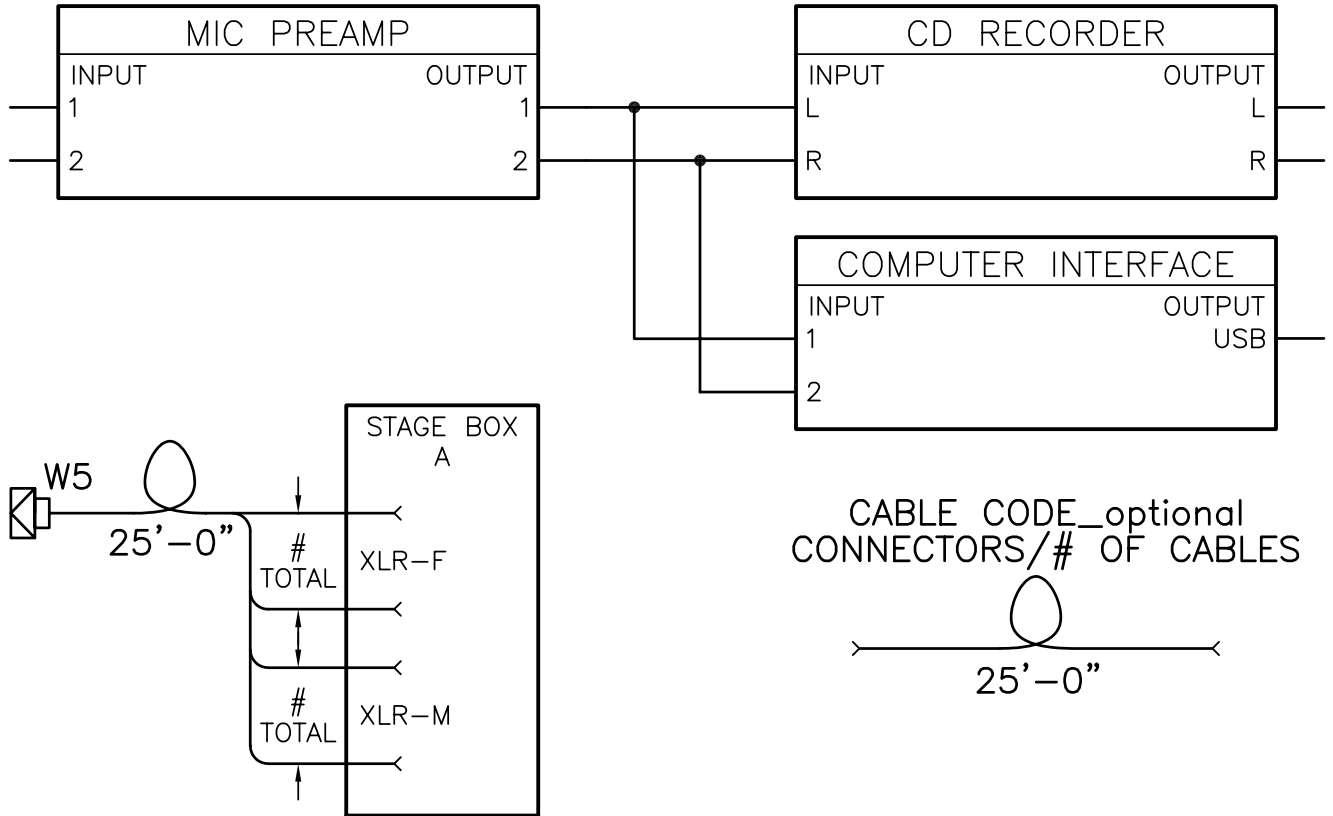 MIC PREAMP
INPUT OUTPUT
1 1
2 2
CD RECORDER
INPUT OUTPUT
L L
R R
COMPUTER INTERFACE
INPUT OUTPUT
1 USB
2
STAGE BOX
A
W5
25'-0"
#
TOTAL
XLR-F
#
TOTAL
XLR-M
CABLE CODE_optional
CONNECTORS/# OF CABLES
25'-0"